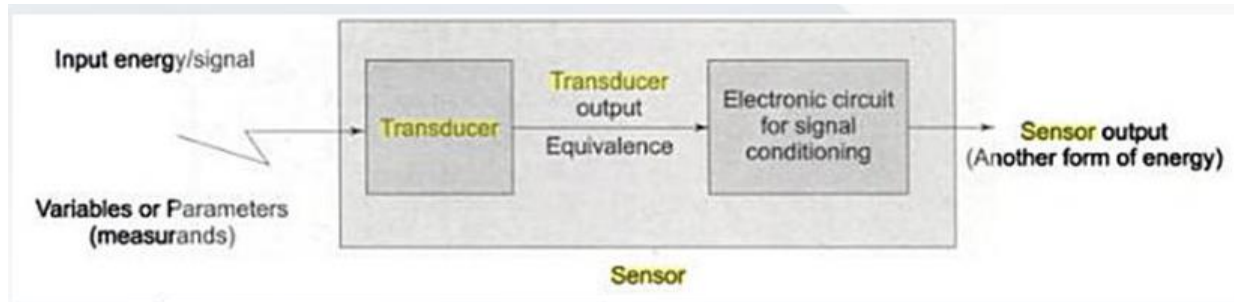 Input energy/signal
Variables or Parameters
(measurands)
Transducer
Transducer
output
Equivalence
Electronic circuit
for signal
conditioning
Sensor output
(Another form of energy)
Sensor